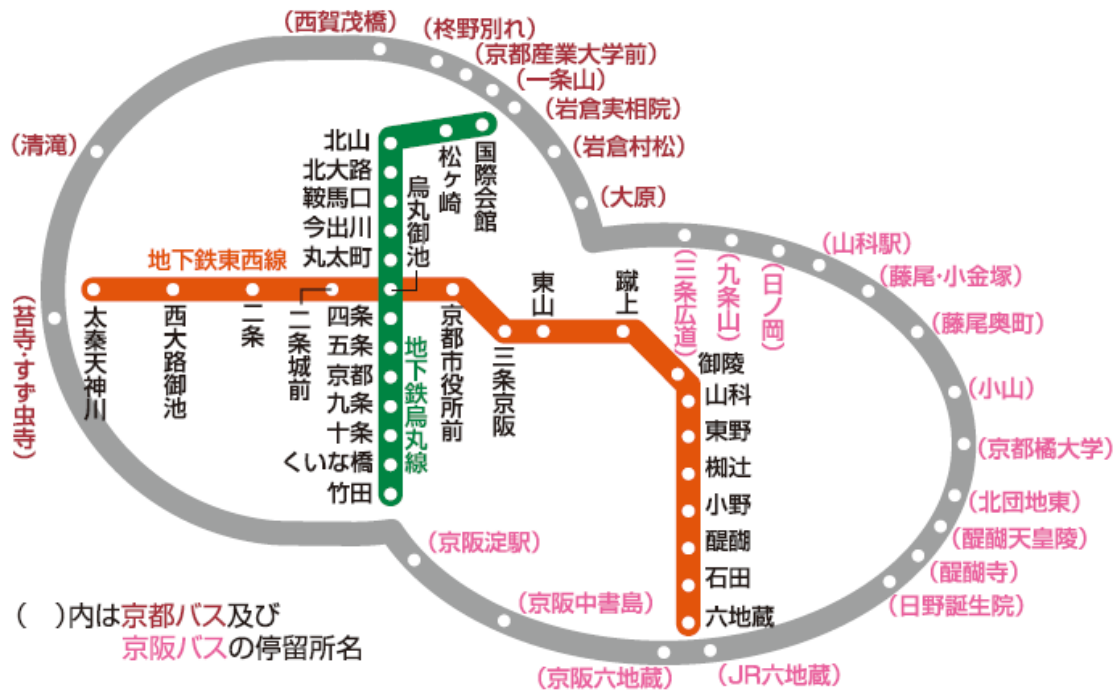 (西賀茂橋)
(柊野別れ)
(京都産業大学前)
(一条山)
(岩倉実相院)
(岩倉村松)
(大原)
(清滝)
(苔寺・すず虫寺)
国際会館
松ヶ崎
北山
北大路
鞍馬口
今出川
丸太町
烏丸御池
四条
五条
京都
九条
十条
くいな橋
竹田
地下鉄烏丸線
地下鉄東西線
太秦天神川
西大路御池
二条
二条城前
京都市役所前
三条京阪
東山
蹴上
御陵
山科
東野
椥辻
小野
醍醐
石田
六地蔵
(三条広道)
(九条山)
(日ノ岡)
(山科駅)
(藤尾・小金塚)
(藤尾奥町)
(小山)
(京都橘大学)
(北団地東)
(醍醐天皇陵)
(醍醐寺)
(日野誕生院)
(JR六地蔵)
(京阪六地蔵)
(京阪中書島)
(京阪淀駅)
( )内は京都バス及び
京阪バスの停留所名